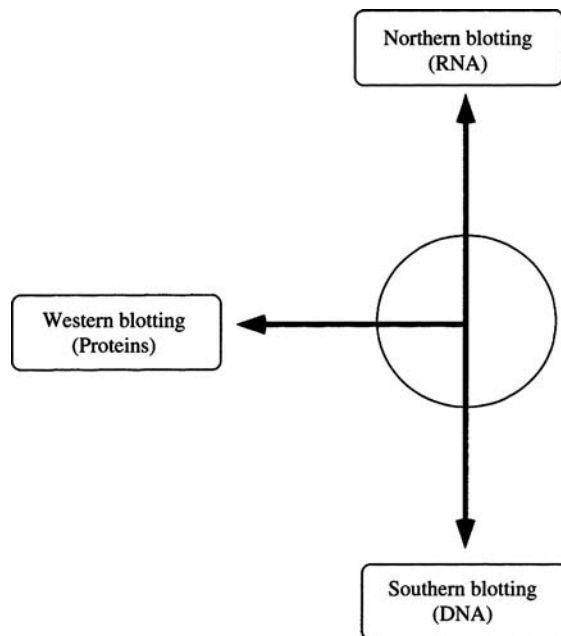 Northern blotting
(RNA)
Western blotting
(Proteins)
Southern blotting
(DNA)